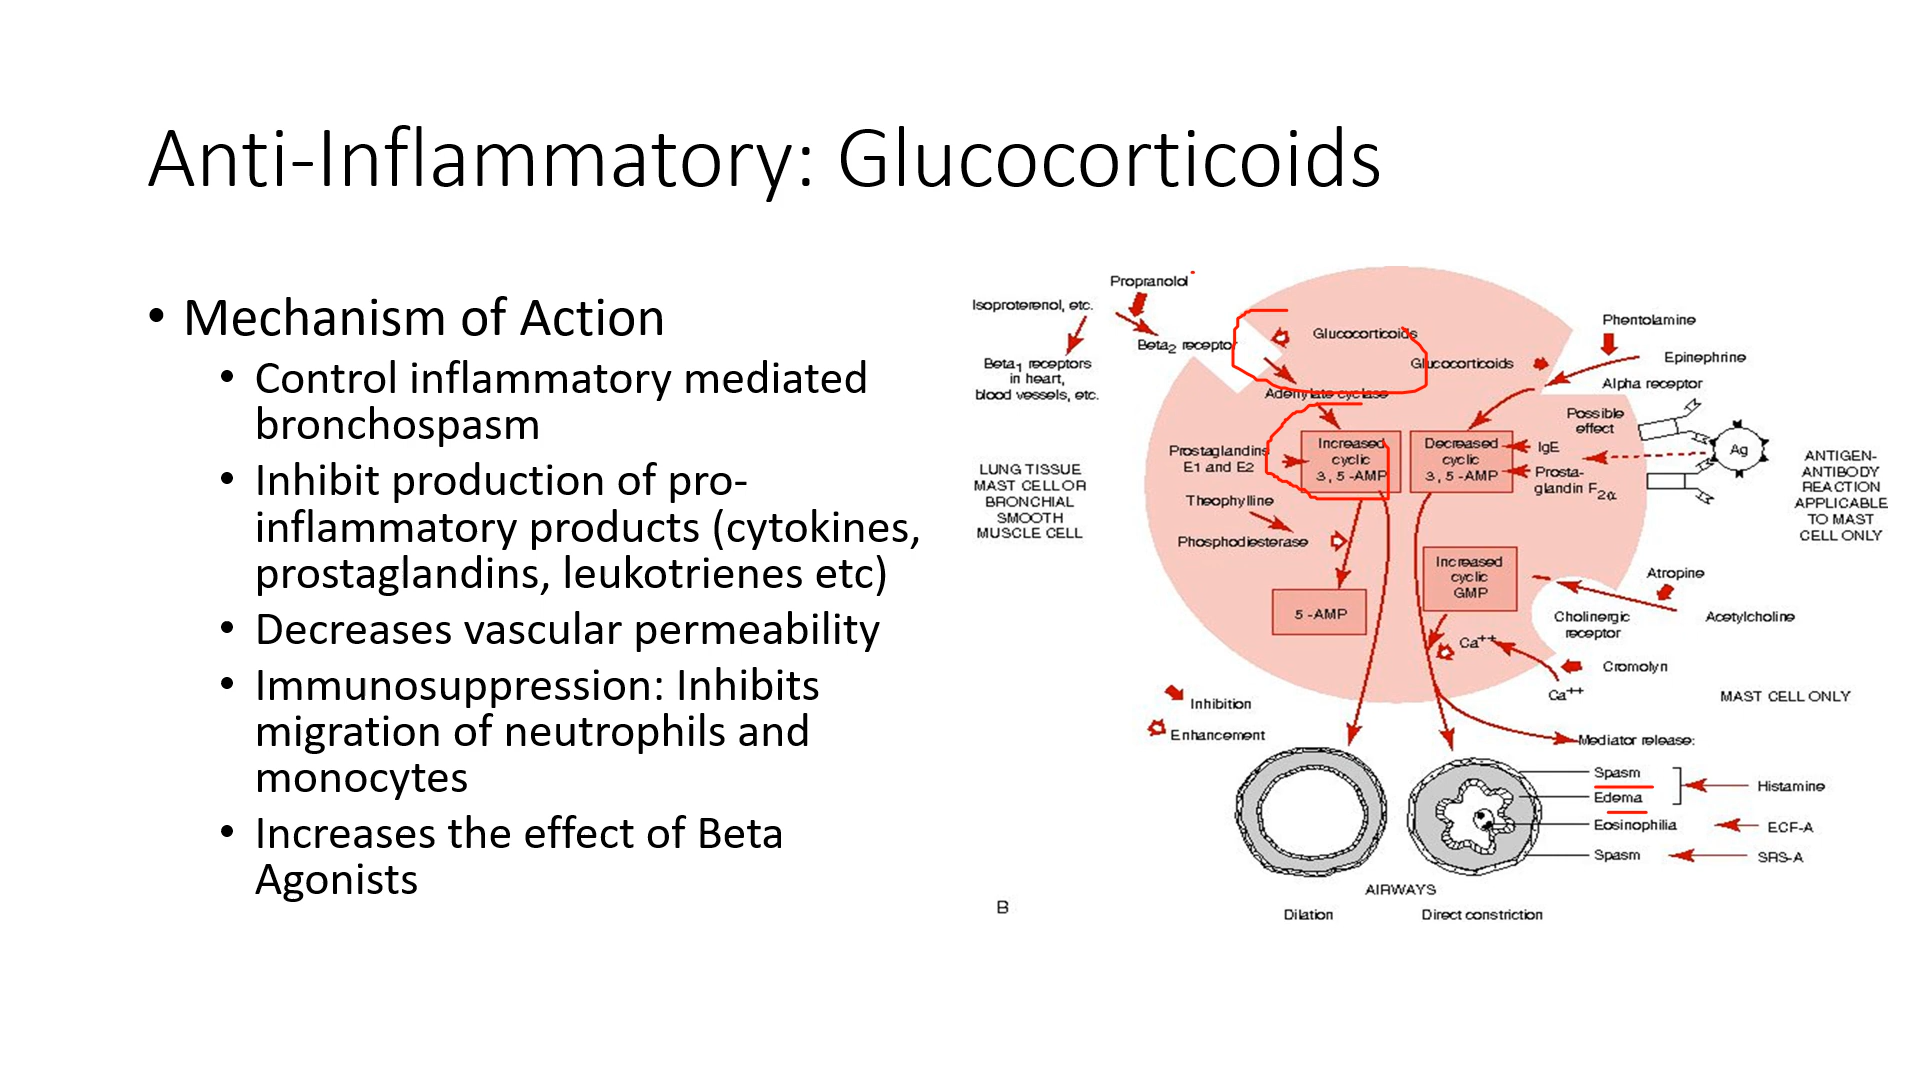 Anti-Inflammatory: Glucocorticoids
• Mechanism of Action
• Control inflammatory mediated
bronchospasm
• Inhibit production of pro-
inflammatory products (cytokines,
prostaglandins, leukotrienes etc)
• Decreases vascular permeability
• Immunosuppression: Inhibits
migration of neutrophils and
monocytes
• Increases the effect of Beta
Agonists
Propranolol
Isoproterenol, etc.
Beta2 receptor
Beta1 receptors
in heart,
blood vessels, etc.
Glucocorticoids
Glucocorticoids
Adenylate cyclase
Phentolamine
Epinephrine
Alpha receptor
Possible
effect
Ag
LUNG TISSUE
MAST CELL OR
BRONCHIAL
SMOOTH
MUSCLE CELL
Prostaglandins
E1 and E2
Increased
cyclic
3, 5 -AMP
Decreased
cyclic
3, 5 -AMP
IgE
Prosta-
glandin F2α
ANTIGEN-
ANTIBODY
REACTION
APPLICABLE
TO MAST
CELL ONLY
Theophylline
Phosphodiesterase
5 -AMP
Increased
cyclic
GMP
Atropine
Acetylcholine
Cholinergic
receptor
Ca++
Cromolyn
Ca++
MAST CELL ONLY
Inhibition
Enhancement
Mediator release:
Spasm
Edema
Histamine
Eosinophilia
ECF-A
Spasm
SRS-A
AIRWAYS
B
Dilation
Direct constriction